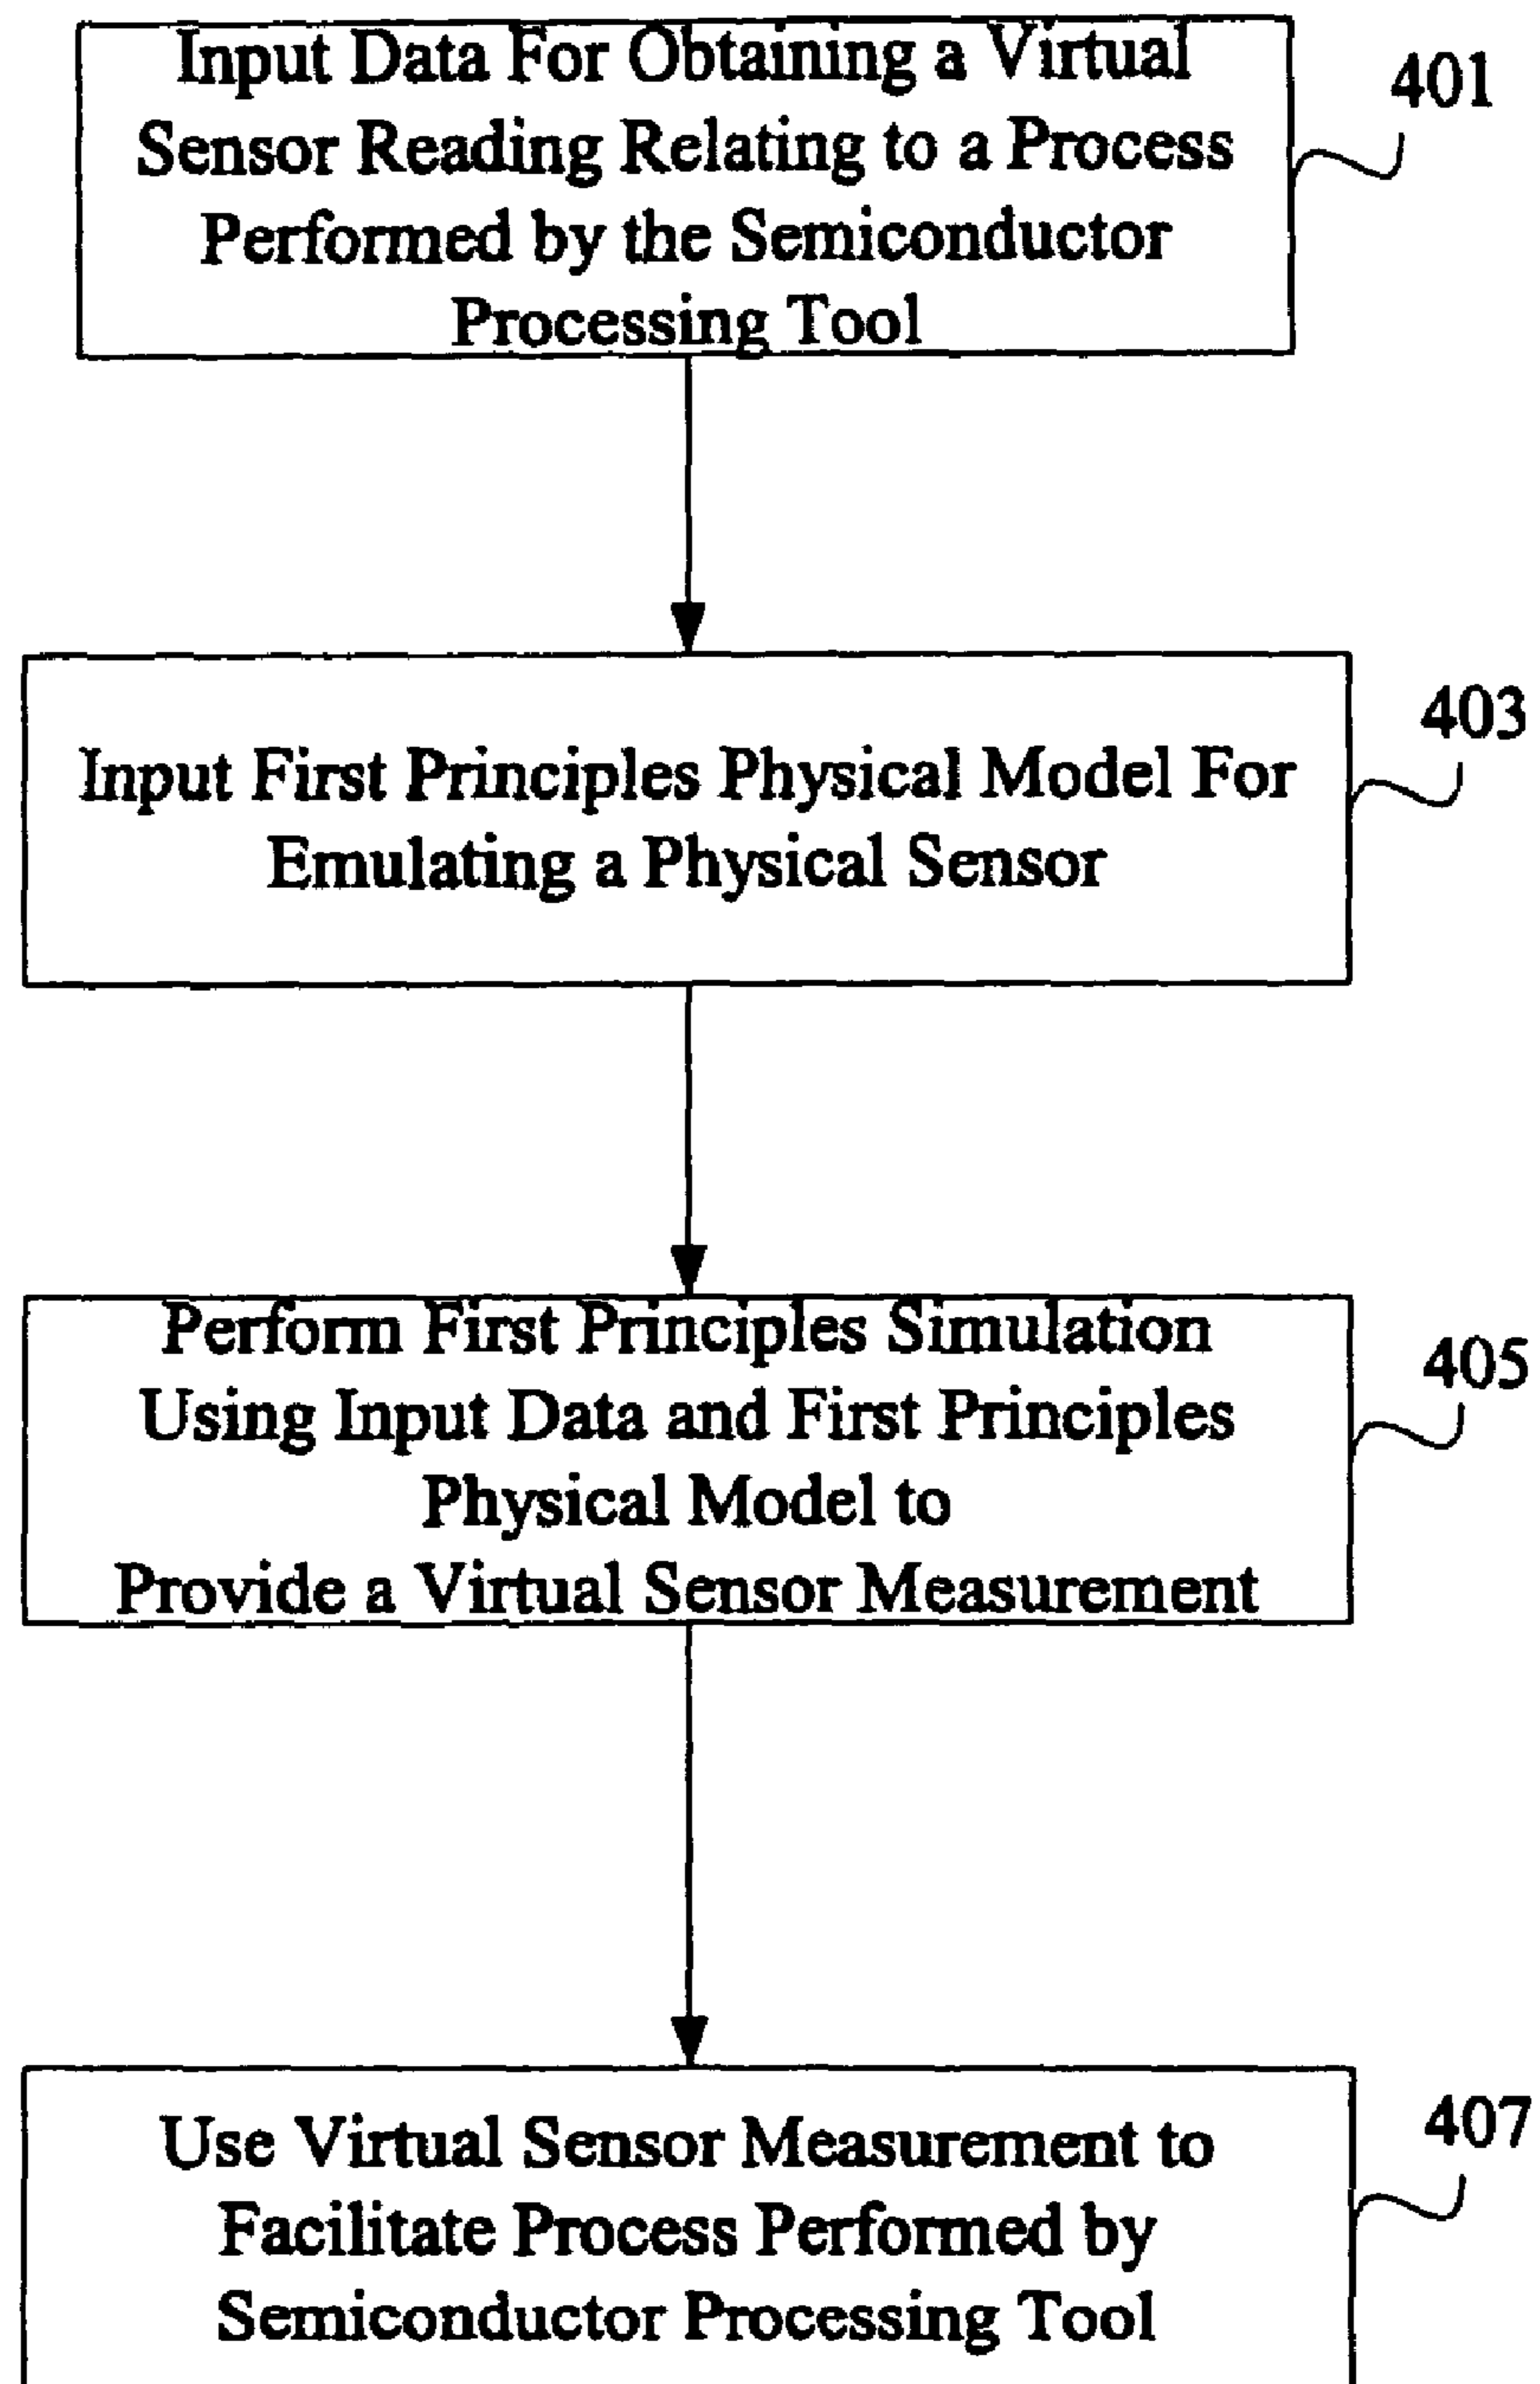 Input Data For Obtaining a Virtual
Sensor Reading Relating to a Process
Performed by the Semiconductor
Processing Tool
401
Input First Principles Physical Model For
Emulating a Physical Sensor
403
Perform First Principles Simulation
Using Input Data and First Principles
Physical Model to
Provide a Virtual Sensor Measurement
405
Use Virtual Sensor Measurement to
Facilitate Process Performed by
Semiconductor Processing Tool
407